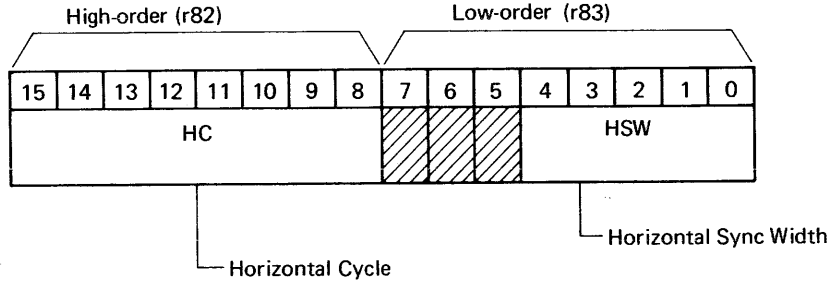 High-order (r82) Low-order (r83)
15 14 13 12 11 10 9 8 7 6 5 4 3 2 1 0
HC HSW
Horizontal Sync Width
Horizontal Cycle